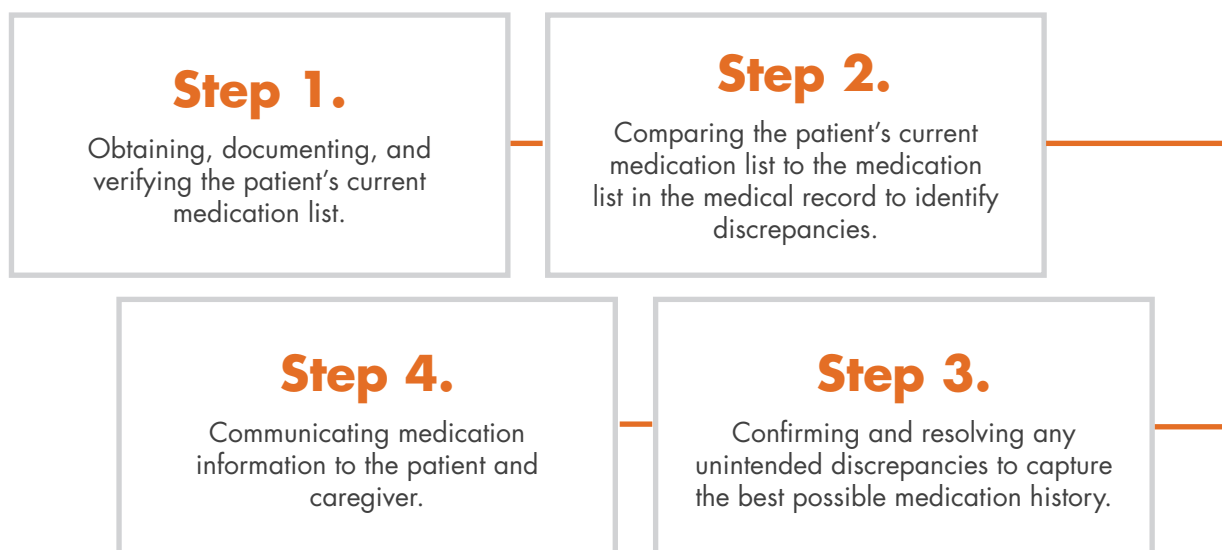 Step 1.
Obtaining, documenting, and
verifying the patient’s current
medication list.
Step 2.
Comparing the patient’s current
medication list to the medication
list in the medical record to identify
discrepancies.
Step 3.
Confirming and resolving any
unintended discrepancies to capture
the best possible medication history.
Step 4.
Communicating medication
information to the patient and
caregiver.